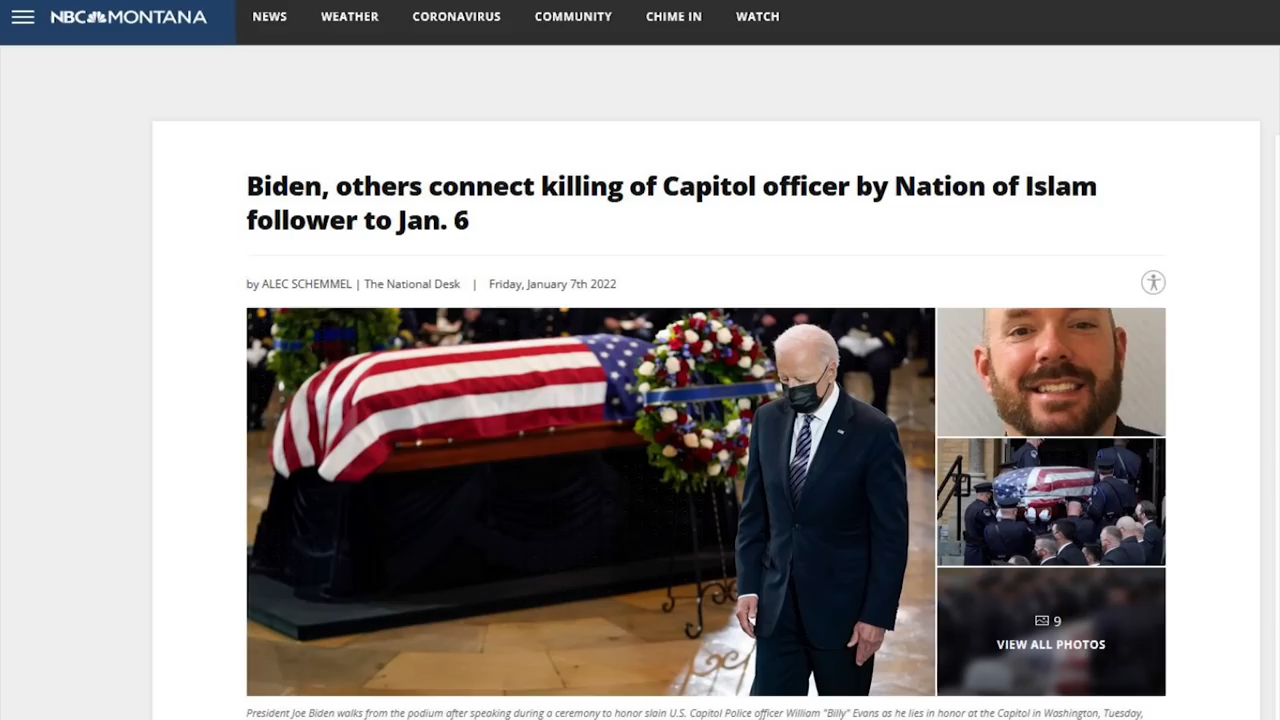 NBC MONTANA
NEWS WEATHER CORONAVIRUS COMMUNITY CHIME IN WATCH
Biden, others connect killing of Capitol officer by Nation of Islam
follower to Jan. 6
by ALEC SCHEMMEL | The National Desk | Friday, January 7th 2022
9
VIEW ALL PHOTOS
President Joe Biden walks from the podium after speaking during a ceremony to honor slain U.S. Capitol Police officer William "Billy" Evans as he lies in honor at the Capitol in Washington, Tuesday,